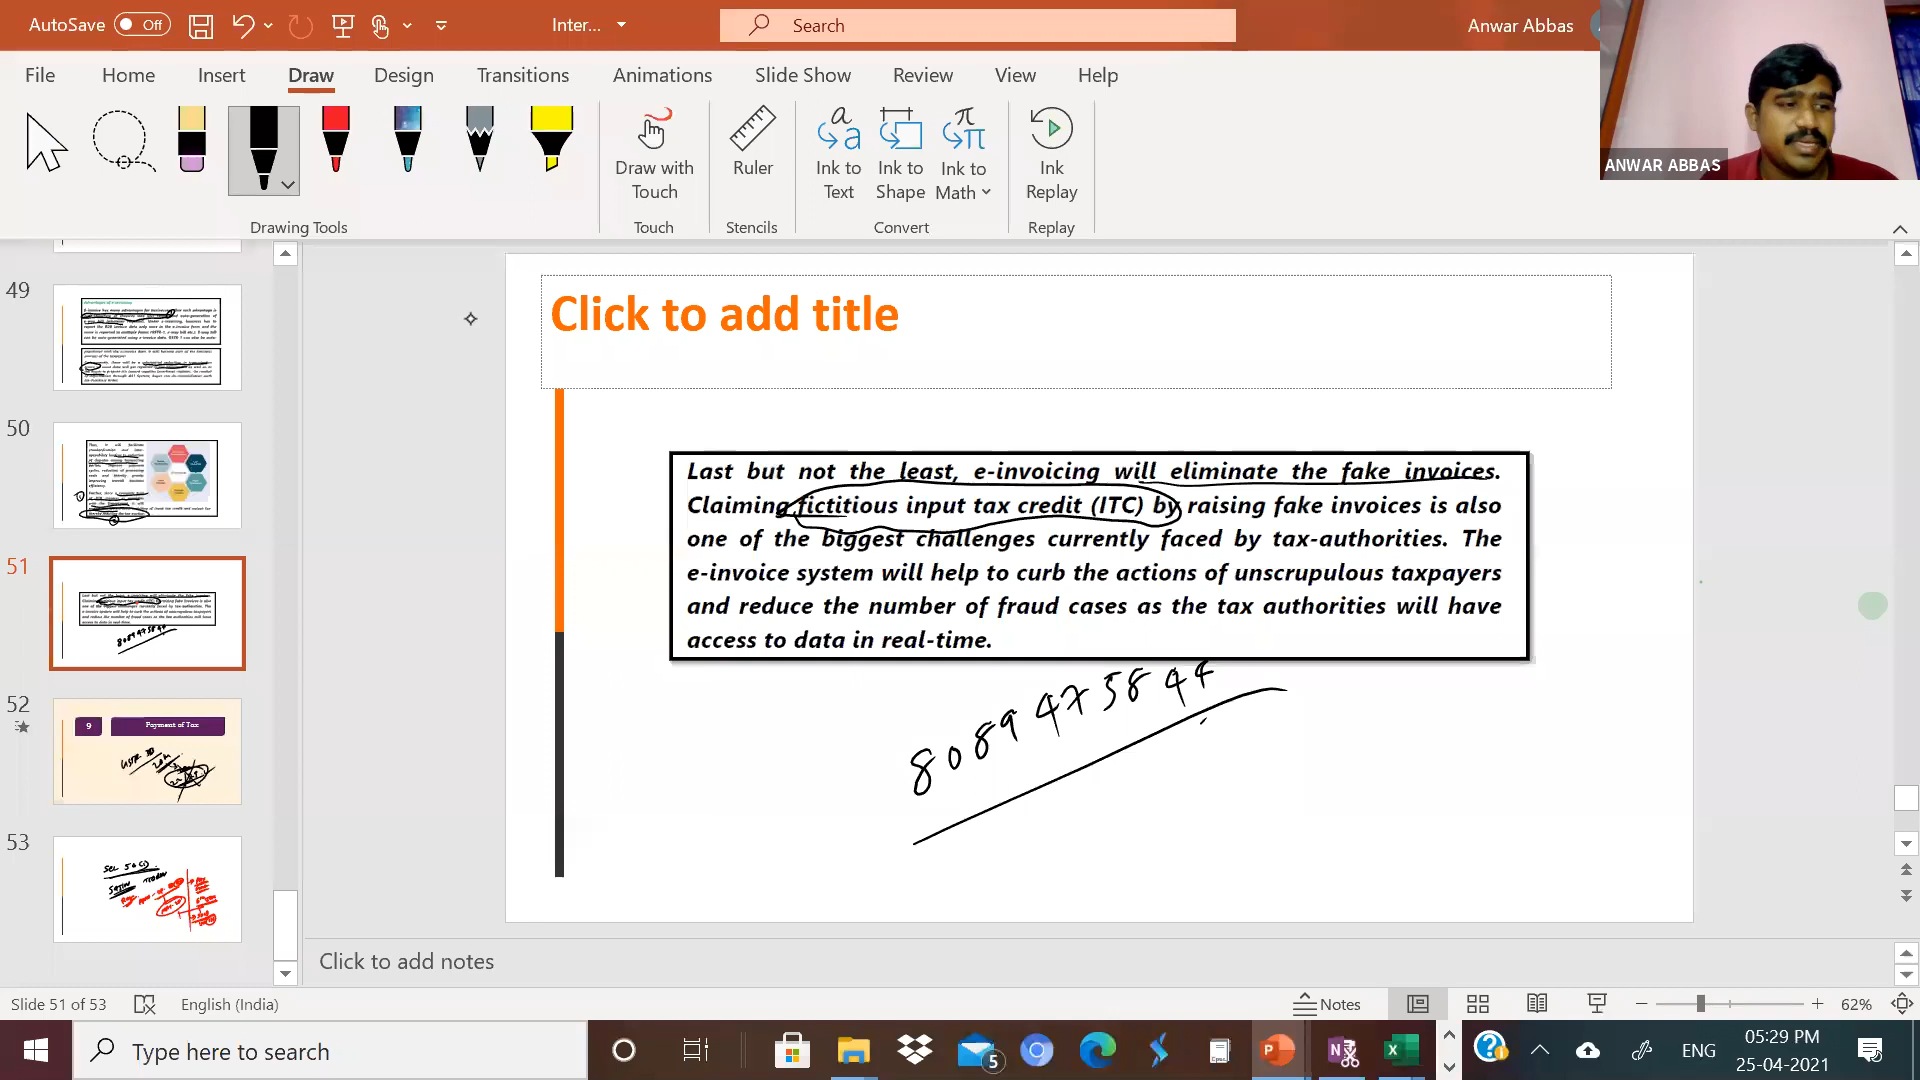 AutoSave Off Inter... Search Anwar Abbas
File Home Insert Draw Design Transitions Animations Slide Show Review View Help
Draw with Touch
Ruler
Ink to Text
Ink to Shape
Ink to Math
Ink Replay
Drawing Tools Touch Stencils Convert Replay
ANWAR ABBAS
49
50
51
52
9 Payment of Tax
53
Click to add title
Last but not the least, e-invoicing will eliminate the fake invoices.
Claiming fictitious input tax credit (ITC) by raising fake invoices is also
one of the biggest challenges currently faced by tax-authorities. The
e-invoice system will help to curb the actions of unscrupulous taxpayers
and reduce the number of fraud cases as the tax authorities will have
access to data in real-time.
8089475844
Click to add notes
Slide 51 of 53 English (India) Notes 62%
Type here to search
5
ENG
05:29 PM
25-04-2021